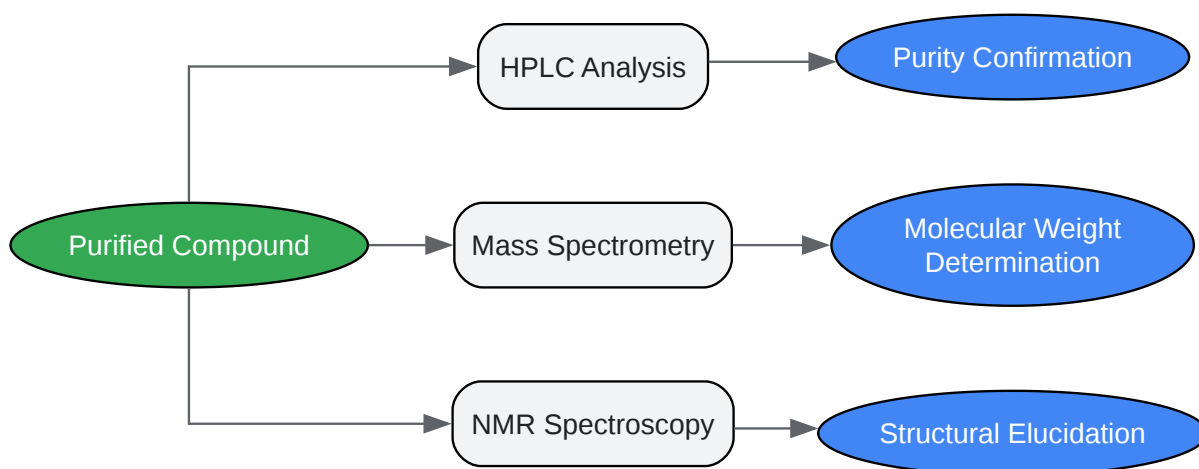 HPLC Analysis
Purity Confirmation
Purified Compound
Mass Spectrometry
Molecular Weight
Determination
NMR Spectroscopy
Structural Elucidation